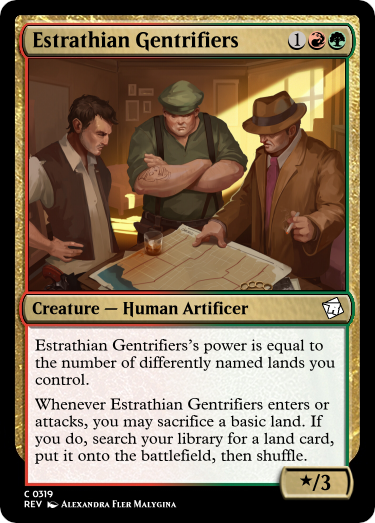 Estrathian Gentrifiers 1
Creature — Human Artificer
Estrathian Gentrifiers's power is equal to
the number of differently named lands you
control.
Whenever Estrathian Gentrifiers enters or
attacks, you may sacrifice a basic land. If
you do, search your library for a land card,
put it onto the battlefield, then shuffle.
★/3
C 0319
REV Alexandra Fler Malygina